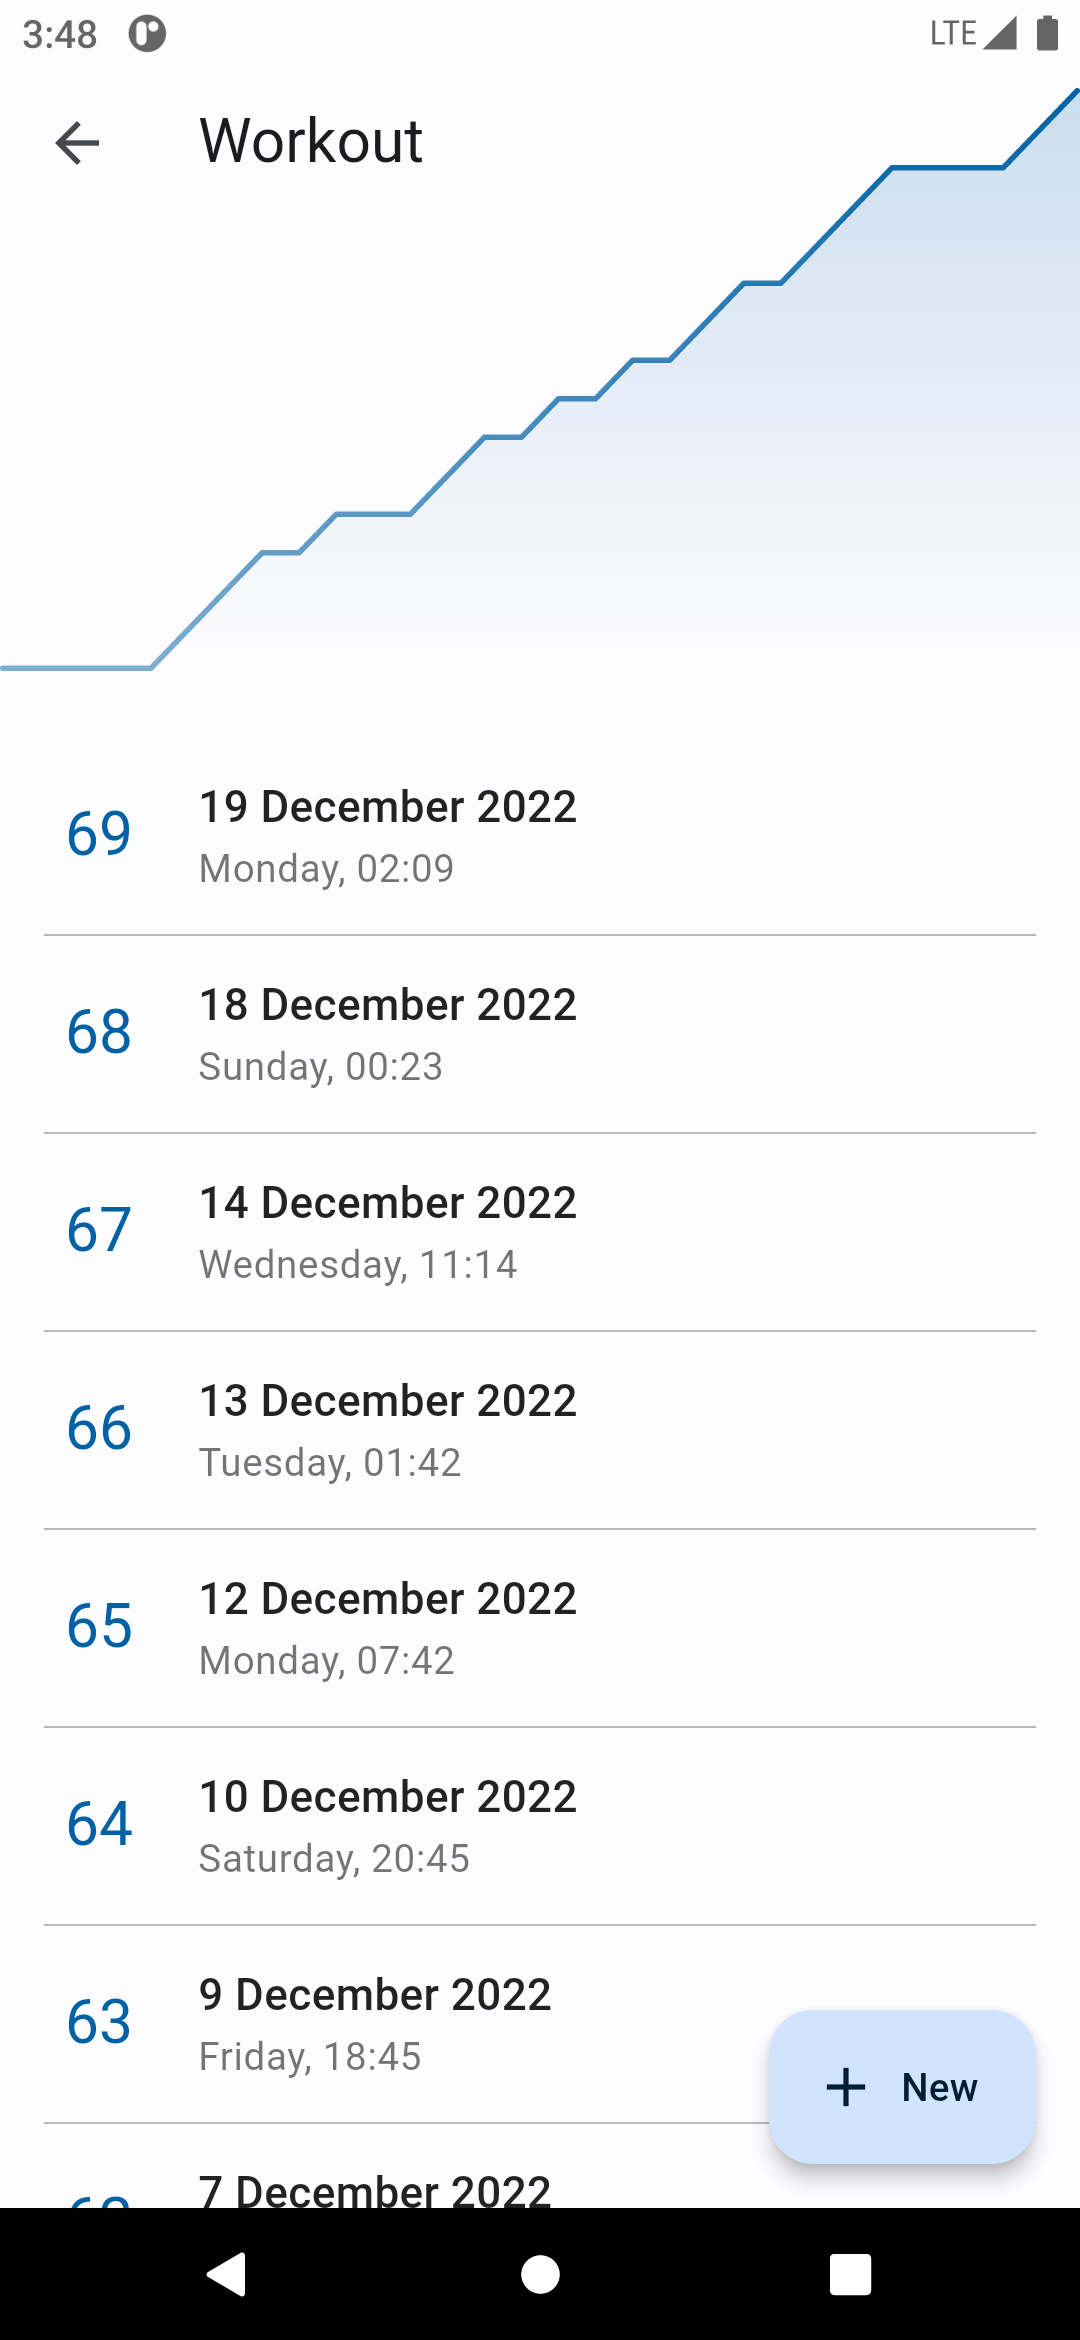 3:48 LTE
Workout
69
19 December 2022
Monday, 02:09
68
18 December 2022
Sunday, 00:23
67
14 December 2022
Wednesday, 11:14
66
13 December 2022
Tuesday, 01:42
65
12 December 2022
Monday, 07:42
64
10 December 2022
Saturday, 20:45
63
9 December 2022
Friday, 18:45
New
7 December 2022